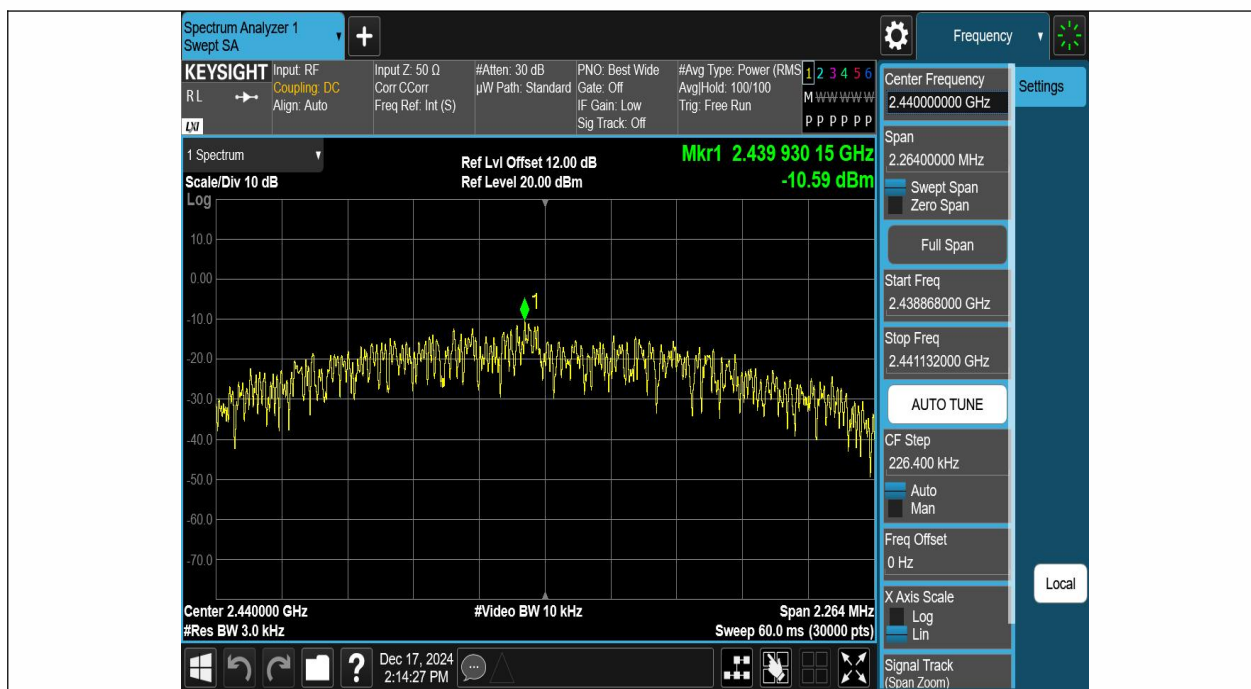 Spectrum Analyzer 1
Swept SA
+
Frequency
KEYSIGHT
RL
LXI
Input: RF
Coupling: DC
Align: Auto
Input Z: 50 Ω
Corr CCorr
Freq Ref: Int (S)
#Atten: 30 dB
µW Path: Standard
PNO: Best Wide
Gate: Off
IF Gain: Low
Sig Track: Off
#Avg Type: Power (RMS
Avg|Hold: 100/100
Trig: Free Run
1 2 3 4 5 6
M W W W W W
P P P P P P
1 Spectrum
Scale/Div 10 dB
Log
Ref Lvl Offset 12.00 dB
Ref Level 20.00 dBm
Mkr1 2.439 930 15 GHz
-10.59 dBm
10.0
0.00
1
-10.0
-20.0
-30.0
-40.0
-50.0
-60.0
-70.0
Center 2.440000 GHz
#Res BW 3.0 kHz
#Video BW 10 kHz
Span 2.264 MHz
Sweep 60.0 ms (30000 pts)
Center Frequency
2.440000000 GHz
Settings
Span
2.26400000 MHz
Swept Span
Zero Span
Full Span
Start Freq
2.438868000 GHz
Stop Freq
2.441132000 GHz
AUTO TUNE
CF Step
226.400 kHz
Auto
Man
Freq Offset
0 Hz
X Axis Scale
Log
Lin
Local
Signal Track
(Span Zoom)
?
Dec 17, 2024
2:14:27 PM